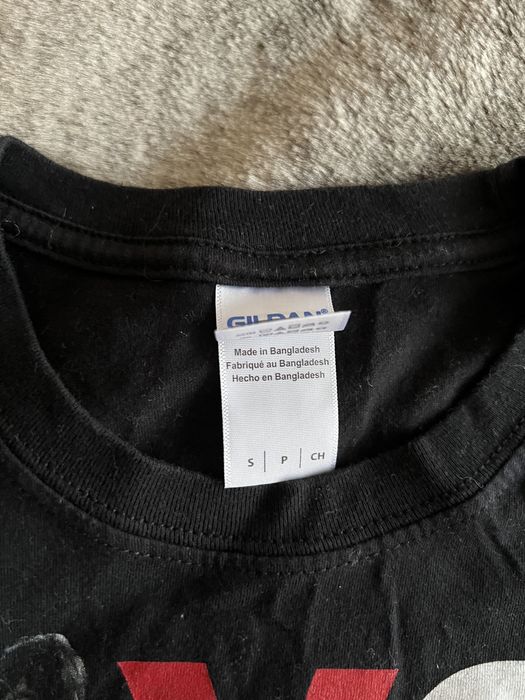 GILDAN®
Made in Bangladesh
Fabriqué au Bangladesh
Hecho en Bangladesh
S | P | CH